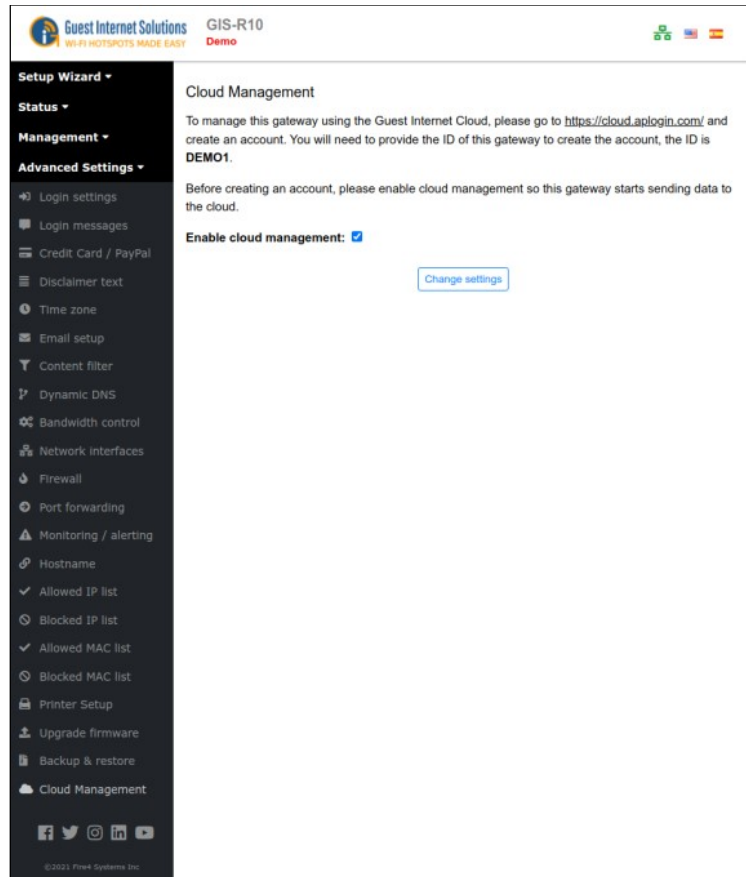 Guest Internet Solutions
WI-FI HOTSPOTS MADE EASY
GIS-R10
Demo
Setup Wizard
Status
Management
Advanced Settings
Login settings
Login messages
Credit Card / PayPal
Disclaimer text
Time zone
Email setup
Content filter
Dynamic DNS
Bandwidth control
Network interfaces
Firewall
Port forwarding
Monitoring / alerting
Hostname
Allowed IP list
Blocked IP list
Allowed MAC list
Blocked MAC list
Printer Setup
Upgrade firmware
Backup & restore
Cloud Management
©2021 Fire4 Systems Inc
Cloud Management
To manage this gateway using the Guest Internet Cloud, please go to https://cloud.aplogin.com/ and
create an account. You will need to provide the ID of this gateway to create the account, the ID is
DEMO1.
Before creating an account, please enable cloud management so this gateway starts sending data to
the cloud.
Enable cloud management:
Change settings